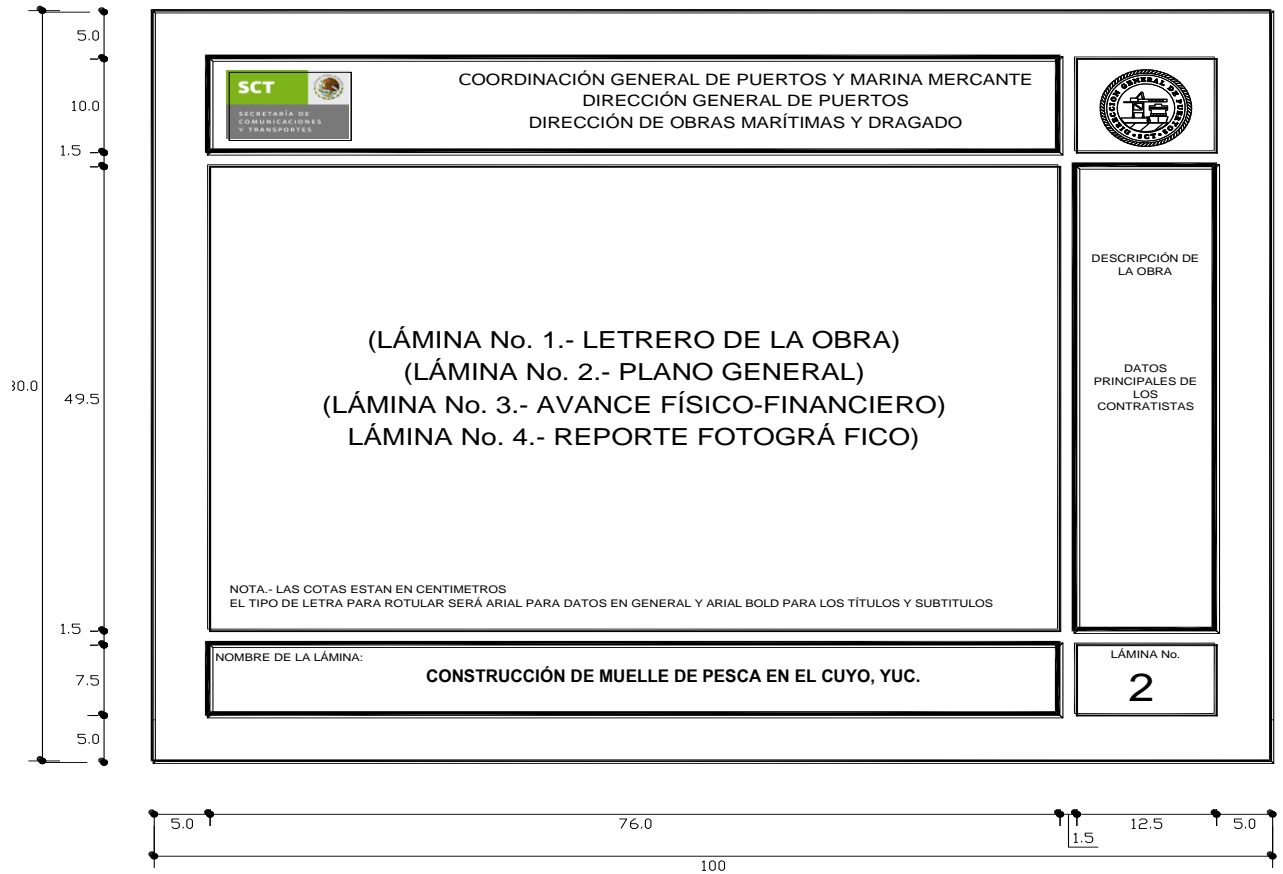 5.0
10.0
1.5
30.0
49.5
1.5
7.5
5.0
SCT
SECRETARÍA DE
COMUNICACIONES
Y TRANSPORTES
COORDINACIÓN GENERAL DE PUERTOS Y MARINA MERCANTE
DIRECCIÓN GENERAL DE PUERTOS
DIRECCIÓN DE OBRAS MARÍTIMAS Y DRAGADO
DIRECCION GENERAL DE PUERTOS
•SCT•
(LÁMINA No. 1.- LETRERO DE LA OBRA)
(LÁMINA No. 2.- PLANO GENERAL)
(LÁMINA No. 3.- AVANCE FÍSICO-FINANCIERO)
LÁMINA No. 4.- REPORTE FOTOGRÁ FICO)
NOTA.- LAS COTAS ESTAN EN CENTIMETROS
EL TIPO DE LETRA PARA ROTULAR SERÁ ARIAL PARA DATOS EN GENERAL Y ARIAL BOLD PARA LOS TÍTULOS Y SUBTITULOS
DESCRIPCIÓN DE
LA OBRA
DATOS
PRINCIPALES DE
LOS
CONTRATISTAS
NOMBRE DE LA LÁMINA:
CONSTRUCCIÓN DE MUELLE DE PESCA EN EL CUYO, YUC.
LÁMINA No.
2
5.0
76.0
1.5
12.5
5.0
100